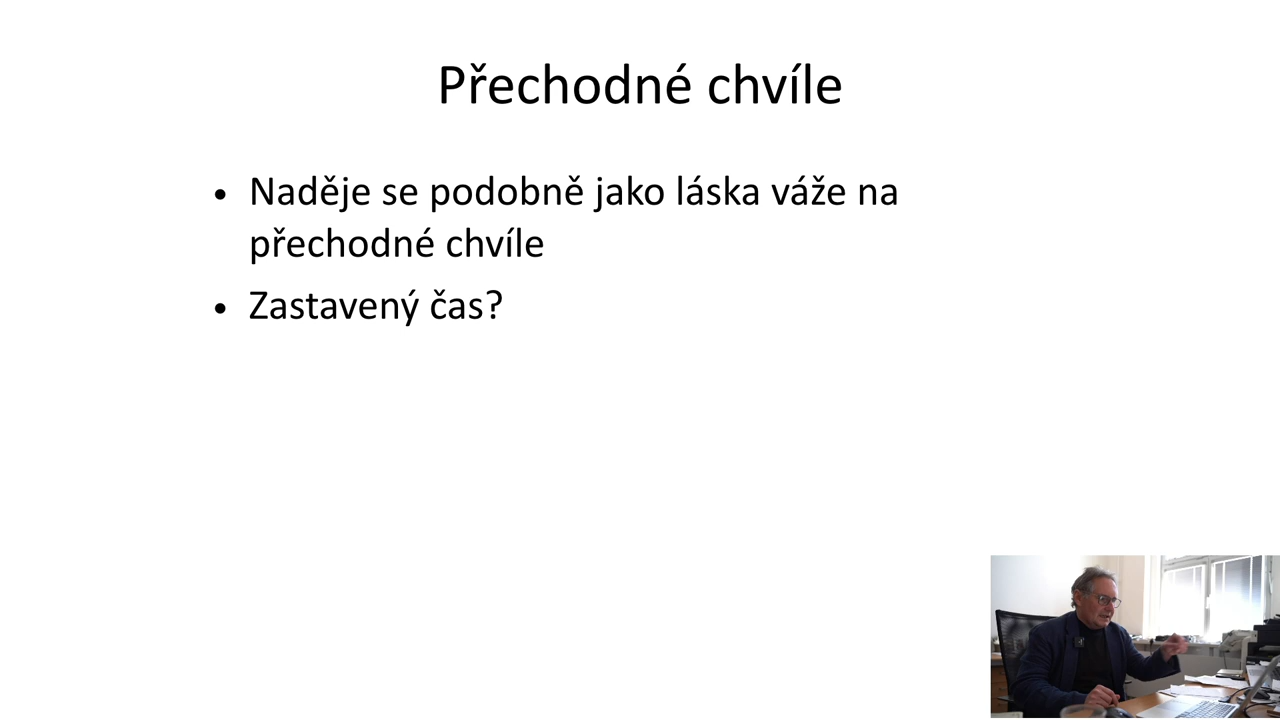 Přechodné chvíle
• Naděje se podobně jako láska váže na
přechodné chvíle
• Zastavený čas?